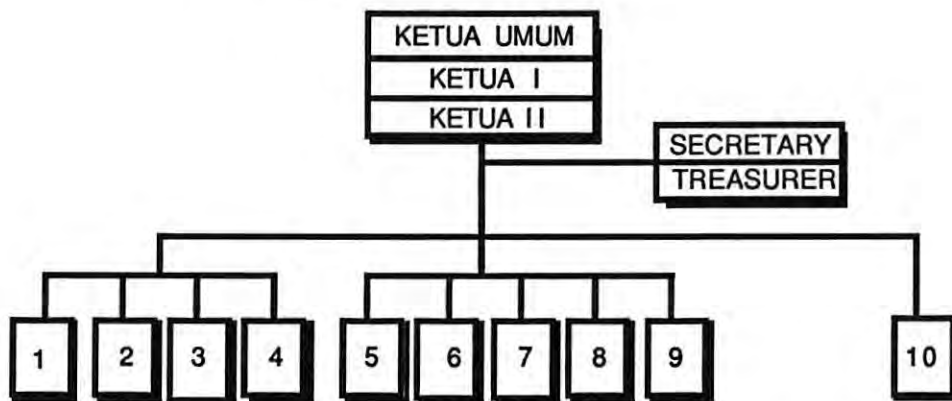 KETUA UMUM
KETUA I
KETUA II
SECRETARY
TREASURER
1 2 3 4 5 6 7 8 9 10